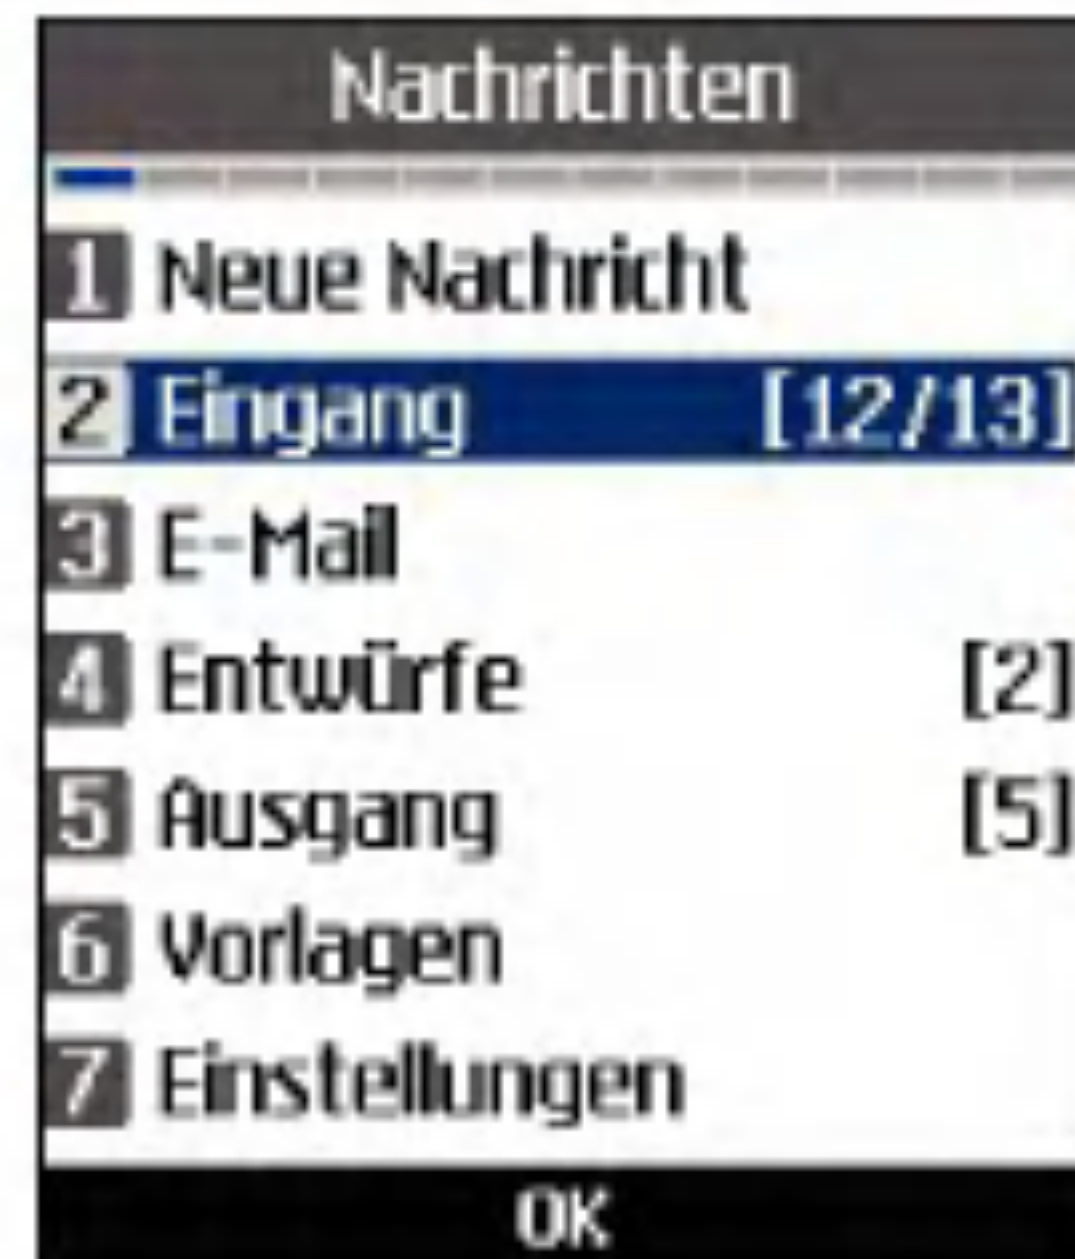 Nachrichten
1 Neue Nachricht
2 Eingang [12/13]
3 E-Mail
4 Entwürfe [2]
5 Ausgang [5]
6 Vorlagen
7 Einstellungen
OK